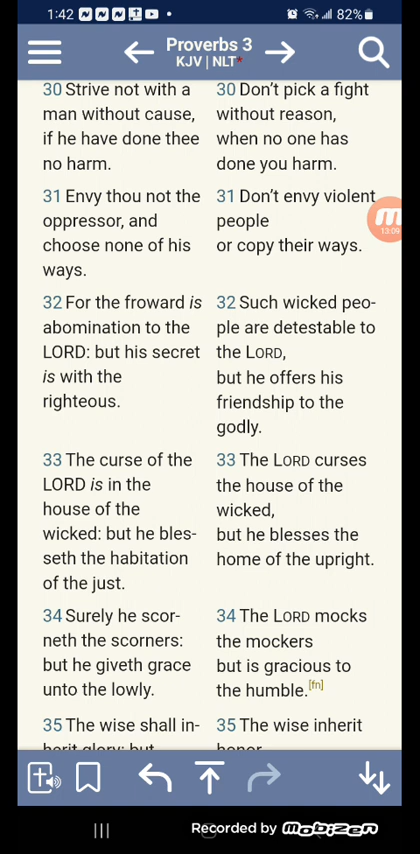 1:42
82%
Proverbs 3
KJV | NLT*
30 Strive not with a
man without cause,
if he have done thee
no harm.
31 Envy thou not the
oppressor, and
choose none of his
ways.
32 For the froward is
abomination to the
LORD: but his secret
is with the
righteous.
33 The curse of the
LORD is in the
house of the
wicked: but he bles-
seth the habitation
of the just.
34 Surely he scor-
neth the scorners:
but he giveth grace
unto the lowly.
35 The wise shall in-
herit glory: but
30 Don't pick a fight
without reason,
when no one has
done you harm.
31 Don't envy violent
people
or copy their ways.
32 Such wicked peo-
ple are detestable to
the LORD,
but he offers his
friendship to the
godly.
33 The LORD curses
the house of the
wicked,
but he blesses the
home of the upright.
34 The LORD mocks
the mockers
but is gracious to
the humble.[fn]
35 The wise inherit
honor
13:09
Recorded by Mobizen